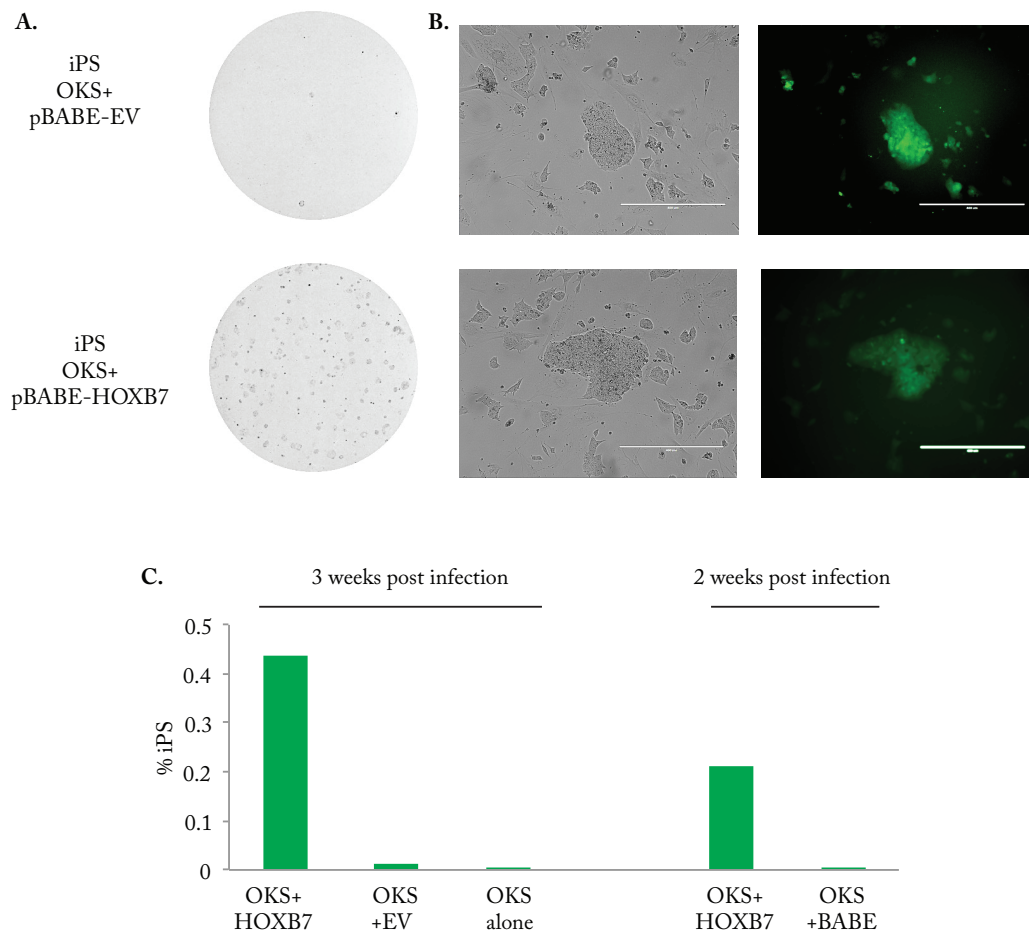 A.
iPS
OKS+
pBABE-EV
B.
iPS
OKS+
pBABE-HOXB7
C.
3 weeks post infection
2 weeks post infection
% iPS
0.5
0.4
0.3
0.2
0.1
0
OKS+
HOXB7
OKS
+EV
OKS
alone
OKS+
HOXB7
OKS
+BABE